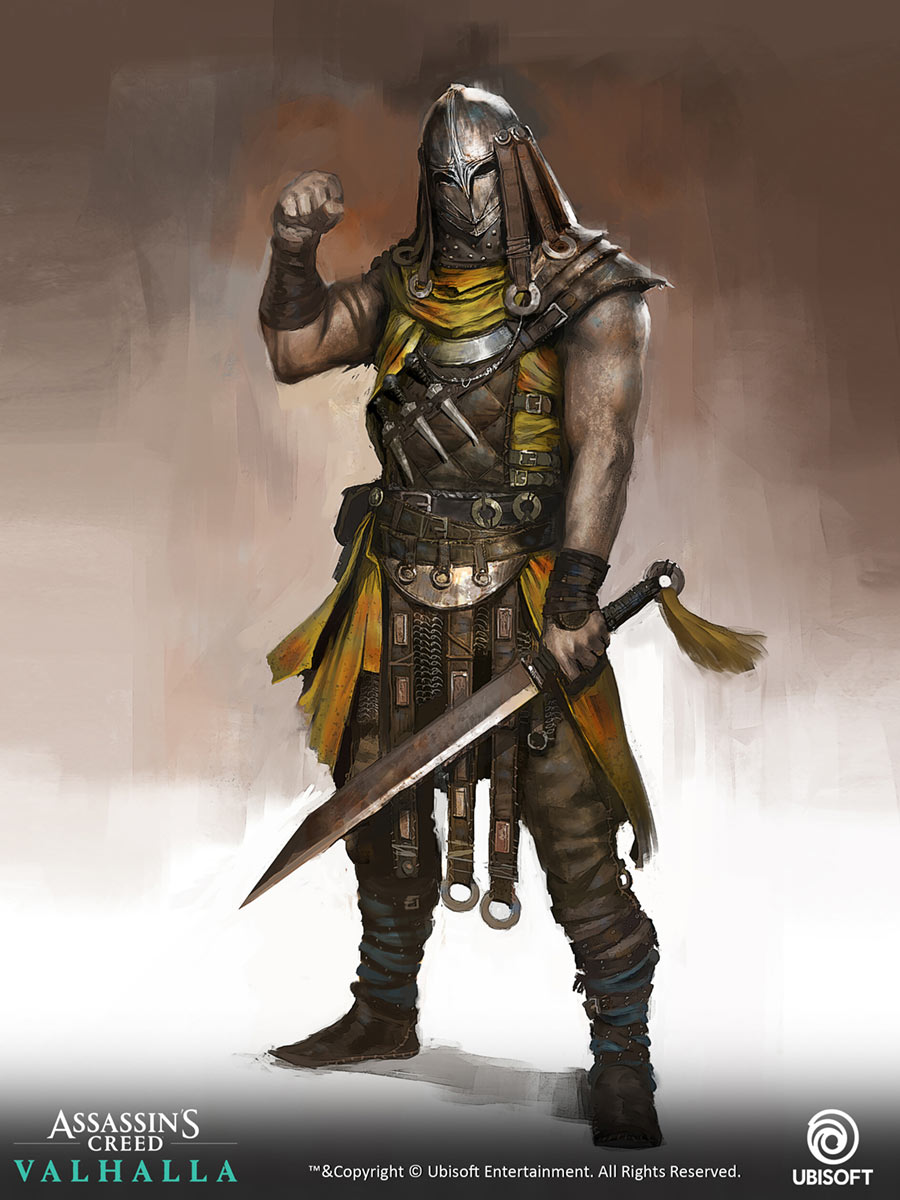 ASSASSIN'S
CREED
VALHALLA
™&Copyright © Ubisoft Entertainment. All Rights Reserved.
UBISOFT